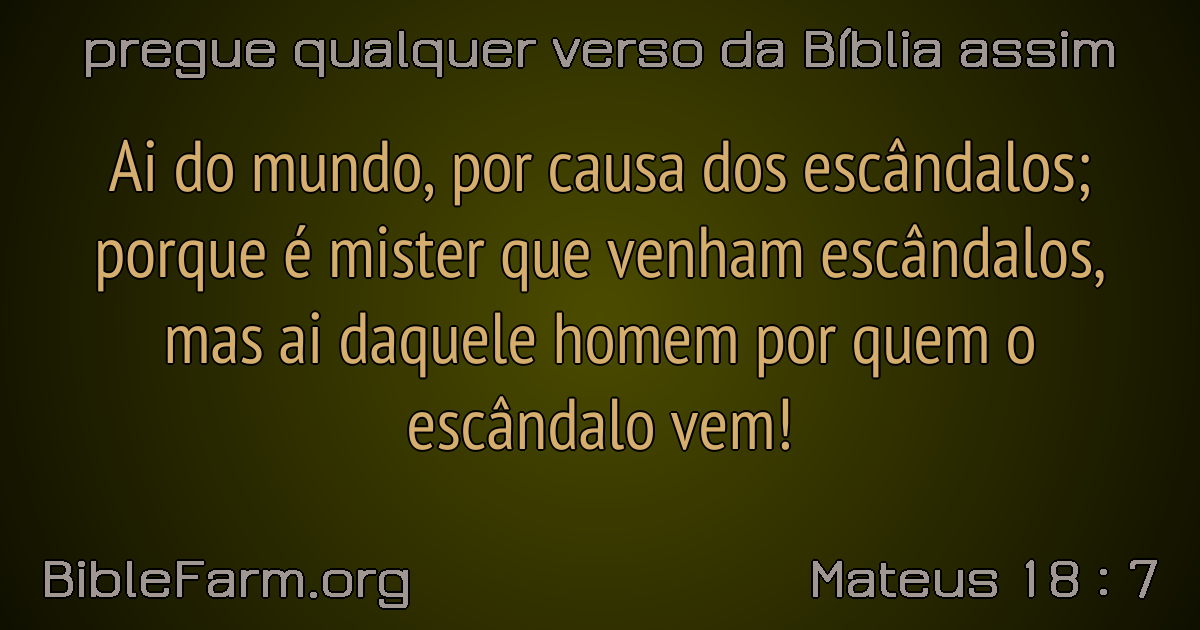 pregue qualquer verso da Bíblia assim
Ai do mundo, por causa dos escândalos;
porque é mister que venham escândalos,
mas ai daquele homem por quem o
escândalo vem!
BibleFarm.org
Mateus 18 : 7